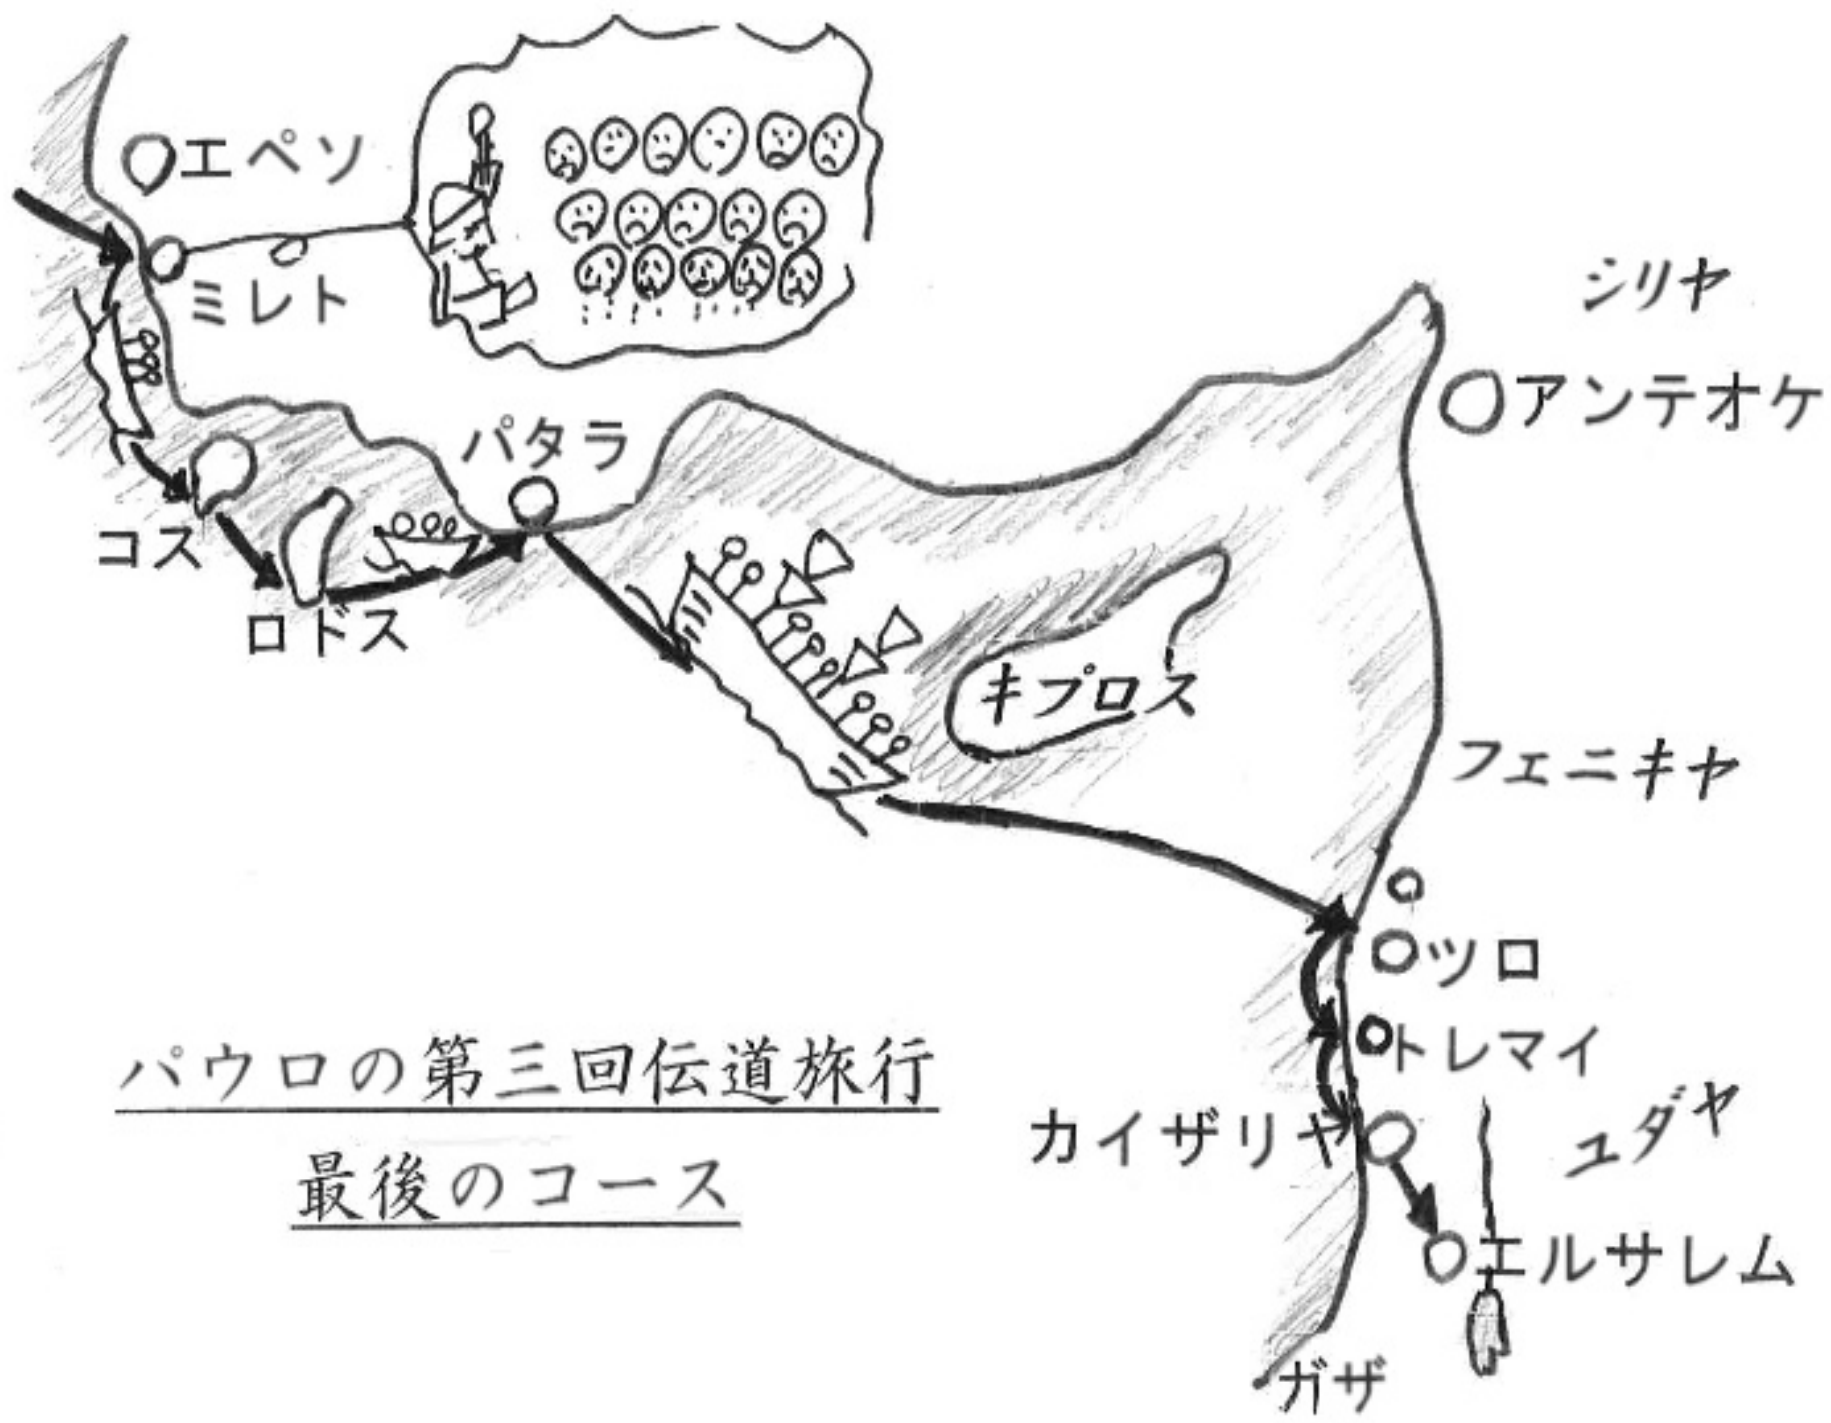 エペソ
ミレト
シリヤ
アンテオケ
パタラ
コス
ロドス
キプロス
フェニキヤ
ツロ
トレマイ
パウロの第三回伝道旅行
最後のコース
カイザリヤ
ユダヤ
エルサレム
ガザ